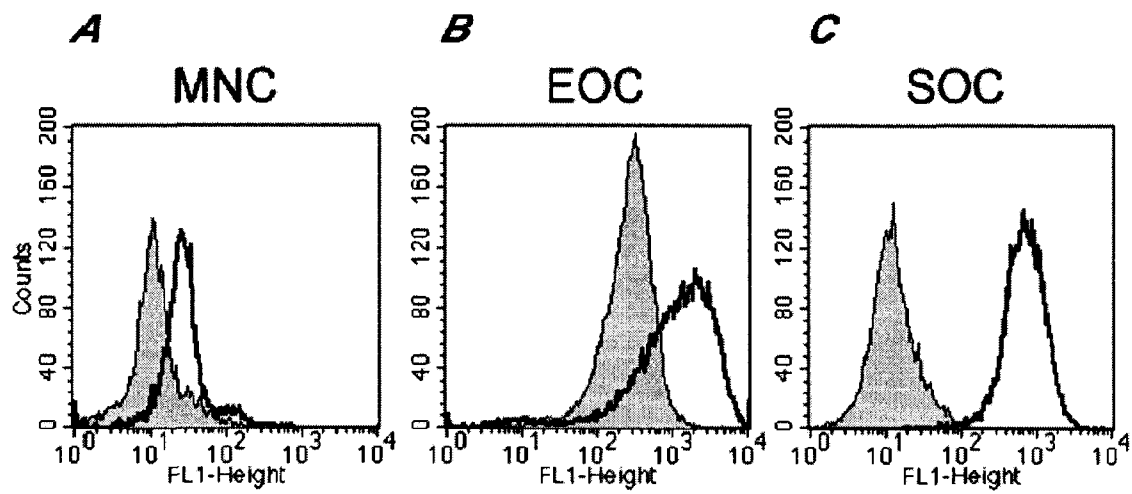 A B C
MNC EOC SOC
200 200 200
160 160 160
120 120 120
80 80 80
40 40 40
0 0 0
Counts
10^0 10^1 10^2 10^3 10^4 10^0 10^1 10^2 10^3 10^4 10^0 10^1 10^2 10^3 10^4
FL1-Height FL1-Height FL1-Height